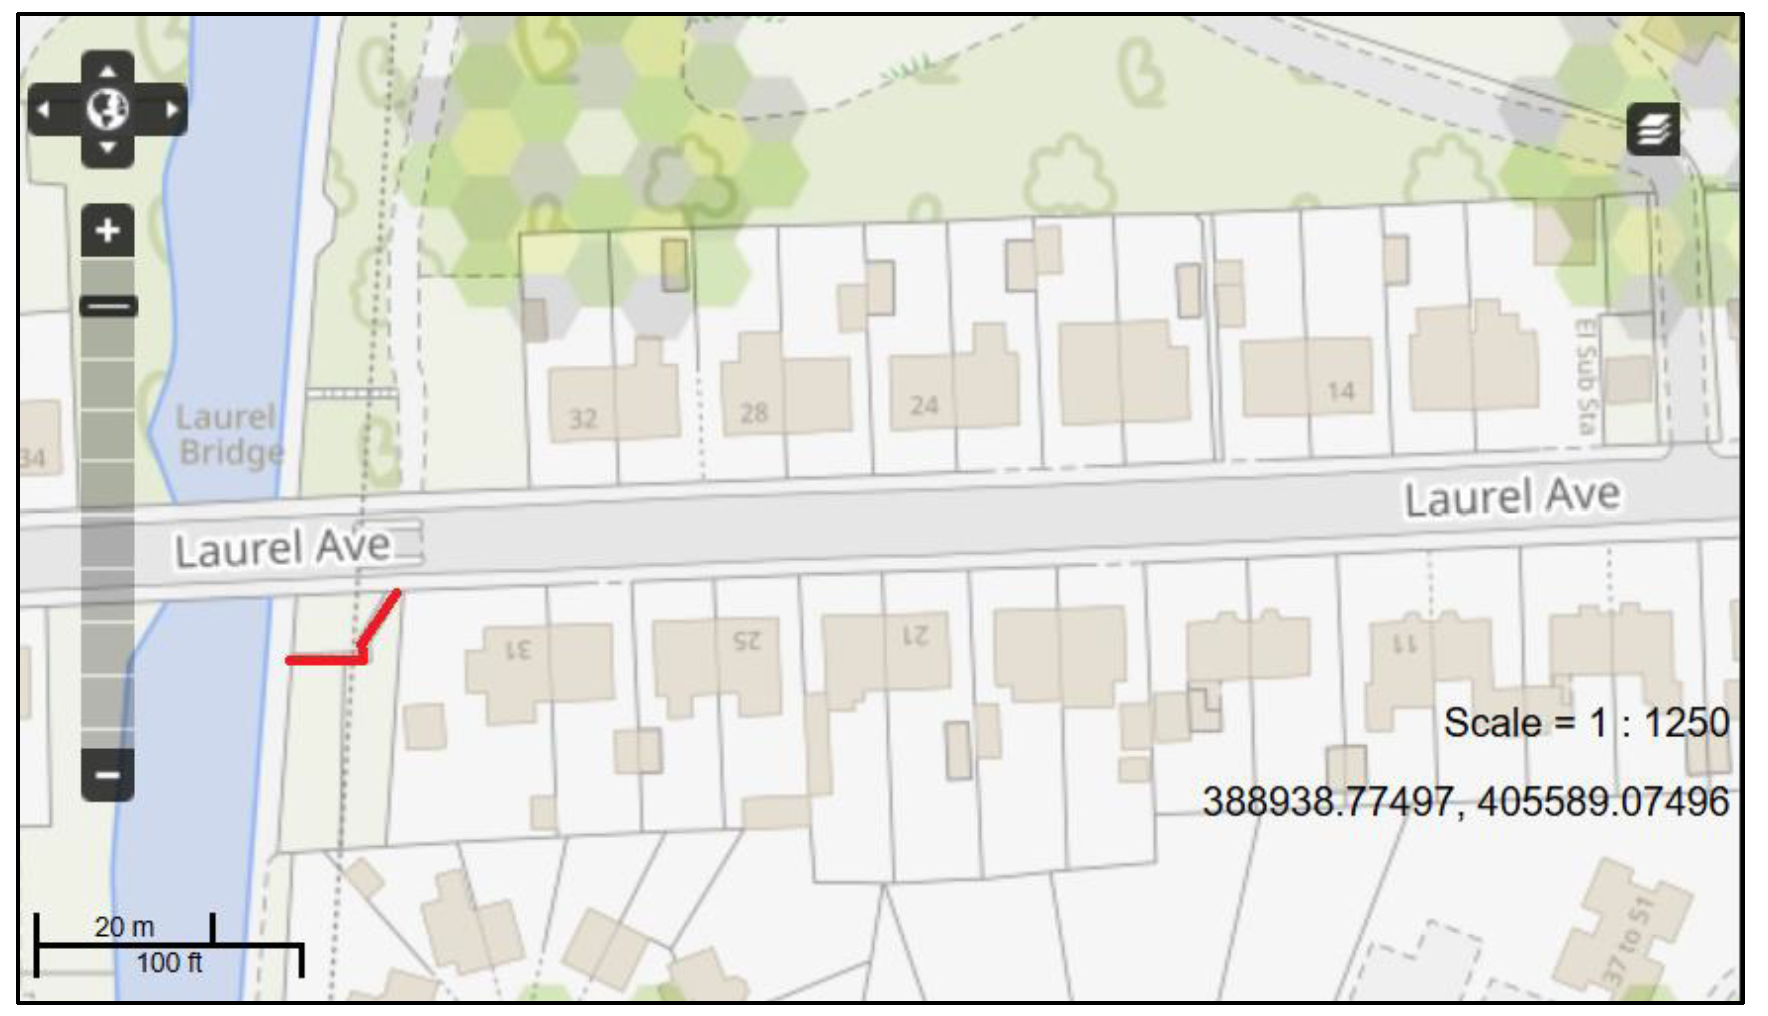 Laurel
Bridge
34
32
28
24
14
El Sub Sta
Laurel Ave
Laurel Ave
31
25
21
11
Scale = 1 : 1250
388938.77497, 405589.07496
20 m
100 ft
37 to 51